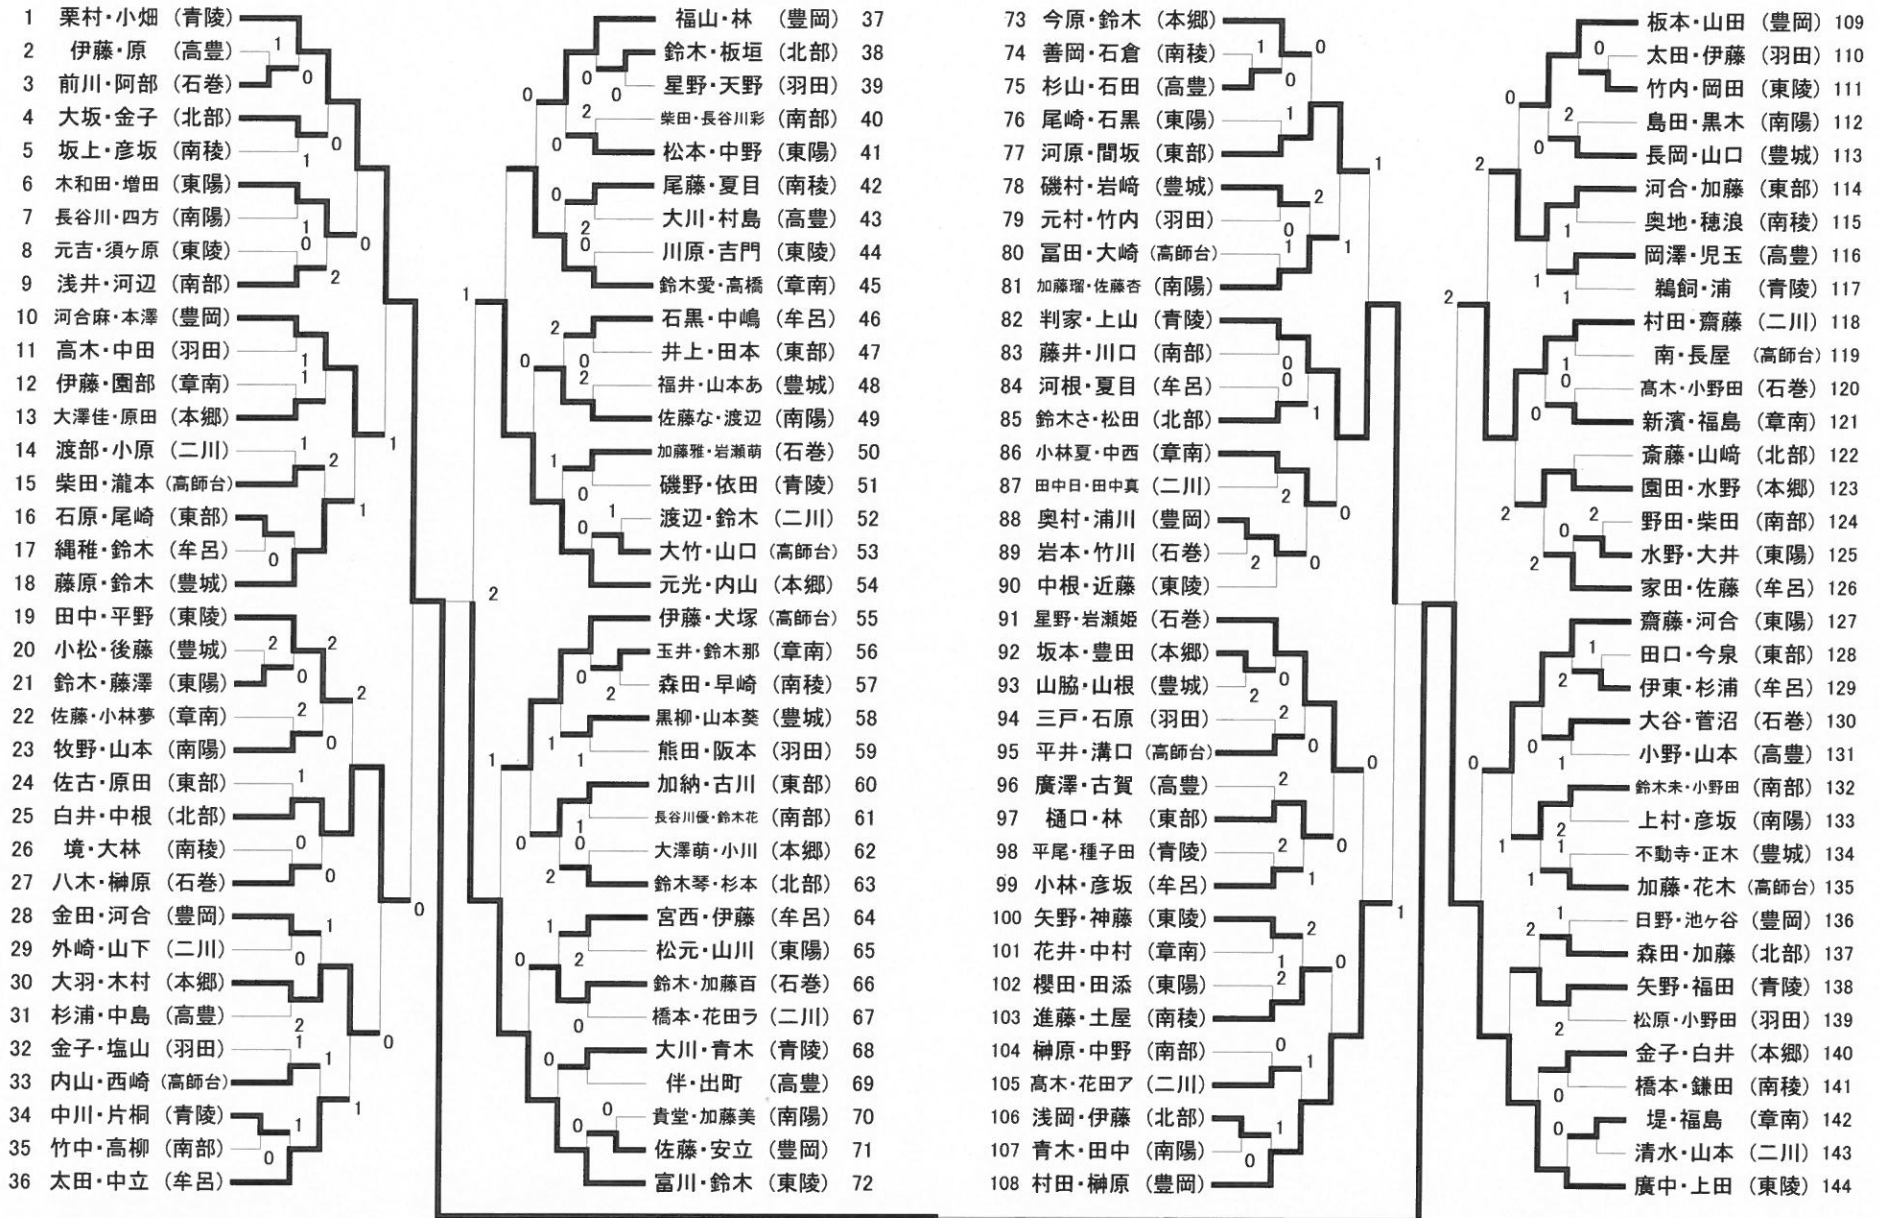 1 栗村・小畑 (青陵)
2 伊藤・原 (高豊)
3 前川・阿部 (石巻)
4 大坂・金子 (北部)
5 坂上・彦坂 (南稜)
6 木和田・増田 (東陽)
7 長谷川・四方 (南陽)
8 元吉・須ヶ原 (東陵)
9 浅井・河辺 (南部)
10 河合麻・本澤 (豊岡)
11 高木・中田 (羽田)
12 伊藤・園部 (章南)
13 大澤佳・原田 (本郷)
14 渡部・小原 (二川)
15 柴田・瀧本 (高師台)
16 石原・尾崎 (東部)
17 縄稚・鈴木 (牟呂)
18 藤原・鈴木 (豊城)
19 田中・平野 (東陵)
20 小松・後藤 (豊城)
21 鈴木・藤澤 (東陽)
22 佐藤・小林夢 (章南)
23 牧野・山本 (南陽)
24 佐古・原田 (東部)
25 白井・中根 (北部)
26 境・大林 (南稜)
27 八木・榊原 (石巻)
28 金田・河合 (豊岡)
29 外崎・山下 (二川)
30 大羽・木村 (本郷)
31 杉浦・中島 (高豊)
32 金子・塩山 (羽田)
33 内山・西崎 (高師台)
34 中川・片桐 (青陵)
35 竹中・高柳 (南部)
36 太田・中立 (牟呂)
福山・林 (豊岡) 37
鈴木・板垣 (北部) 38
星野・天野 (羽田) 39
柴田・長谷川彩 (南部) 40
松本・中野 (東陽) 41
尾藤・夏目 (南稜) 42
大川・村島 (高豊) 43
川原・吉門 (東陵) 44
鈴木愛・高橋 (章南) 45
石黒・中嶋 (牟呂) 46
井上・田本 (東部) 47
福井・山本あ (豊城) 48
佐藤な・渡辺 (南陽) 49
加藤雅・岩瀬萌 (石巻) 50
磯野・依田 (青陵) 51
渡辺・鈴木 (二川) 52
大竹・山口 (高師台) 53
元光・内山 (本郷) 54
伊藤・犬塚 (高師台) 55
玉井・鈴木那 (章南) 56
森田・早崎 (南稜) 57
黒柳・山本葵 (豊城) 58
熊田・阪本 (羽田) 59
加納・古川 (東部) 60
長谷川優・鈴木花 (南部) 61
大澤萌・小川 (本郷) 62
鈴木琴・杉本 (北部) 63
宮西・伊藤 (牟呂) 64
松元・山川 (東陽) 65
鈴木・加藤百 (石巻) 66
橋本・花田ラ (二川) 67
大川・青木 (青陵) 68
伴・出町 (高豊) 69
貴堂・加藤美 (南陽) 70
佐藤・安立 (豊岡) 71
富川・鈴木 (東陵) 72
73 今原・鈴木 (本郷)
74 善岡・石倉 (南稜)
75 杉山・石田 (高豊)
76 尾崎・石黒 (東陽)
77 河原・間坂 (東部)
78 磯村・岩﨑 (豊城)
79 元村・竹内 (羽田)
80 冨田・大崎 (高師台)
81 加藤瑠・佐藤杏 (南陽)
82 判家・上山 (青陵)
83 藤井・川口 (南部)
84 河根・夏目 (牟呂)
85 鈴木さ・松田 (北部)
86 小林夏・中西 (章南)
87 田中日・田中真 (二川)
88 奥村・浦川 (豊岡)
89 岩本・竹川 (石巻)
90 中根・近藤 (東陵)
91 星野・岩瀬姫 (石巻)
92 坂本・豊田 (本郷)
93 山脇・山根 (豊城)
94 三戸・石原 (羽田)
95 平井・溝口 (高師台)
96 廣澤・古賀 (高豊)
97 樋口・林 (東部)
98 平尾・種子田 (青陵)
99 小林・彦坂 (牟呂)
100 矢野・神藤 (東陵)
101 花井・中村 (章南)
102 櫻田・田添 (東陽)
103 進藤・土屋 (南稜)
104 榊原・中野 (南部)
105 髙木・花田ア (二川)
106 浅岡・伊藤 (北部)
107 青木・田中 (南陽)
108 村田・榊原 (豊岡)
板本・山田 (豊岡) 109
太田・伊藤 (羽田) 110
竹内・岡田 (東陵) 111
島田・黒木 (南陽) 112
長岡・山口 (豊城) 113
河合・加藤 (東部) 114
奥地・穂浪 (南稜) 115
岡澤・児玉 (高豊) 116
鵜飼・浦 (青陵) 117
村田・齋藤 (二川) 118
南・長屋 (高師台) 119
髙木・小野田 (石巻) 120
新濱・福島 (章南) 121
斎藤・山﨑 (北部) 122
園田・水野 (本郷) 123
野田・柴田 (南部) 124
水野・大井 (東陽) 125
家田・佐藤 (牟呂) 126
齋藤・河合 (東陽) 127
田口・今泉 (東部) 128
伊東・杉浦 (牟呂) 129
大谷・菅沼 (石巻) 130
小野・山本 (高豊) 131
鈴木未・小野田 (南部) 132
上村・彦坂 (南陽) 133
不動寺・正木 (豊城) 134
加藤・花木 (高師台) 135
日野・池ヶ谷 (豊岡) 136
森田・加藤 (北部) 137
矢野・福田 (青陵) 138
松原・小野田 (羽田) 139
金子・白井 (本郷) 140
橋本・鎌田 (南稜) 141
堤・福島 (章南) 142
清水・山本 (二川) 143
廣中・上田 (東陵) 144